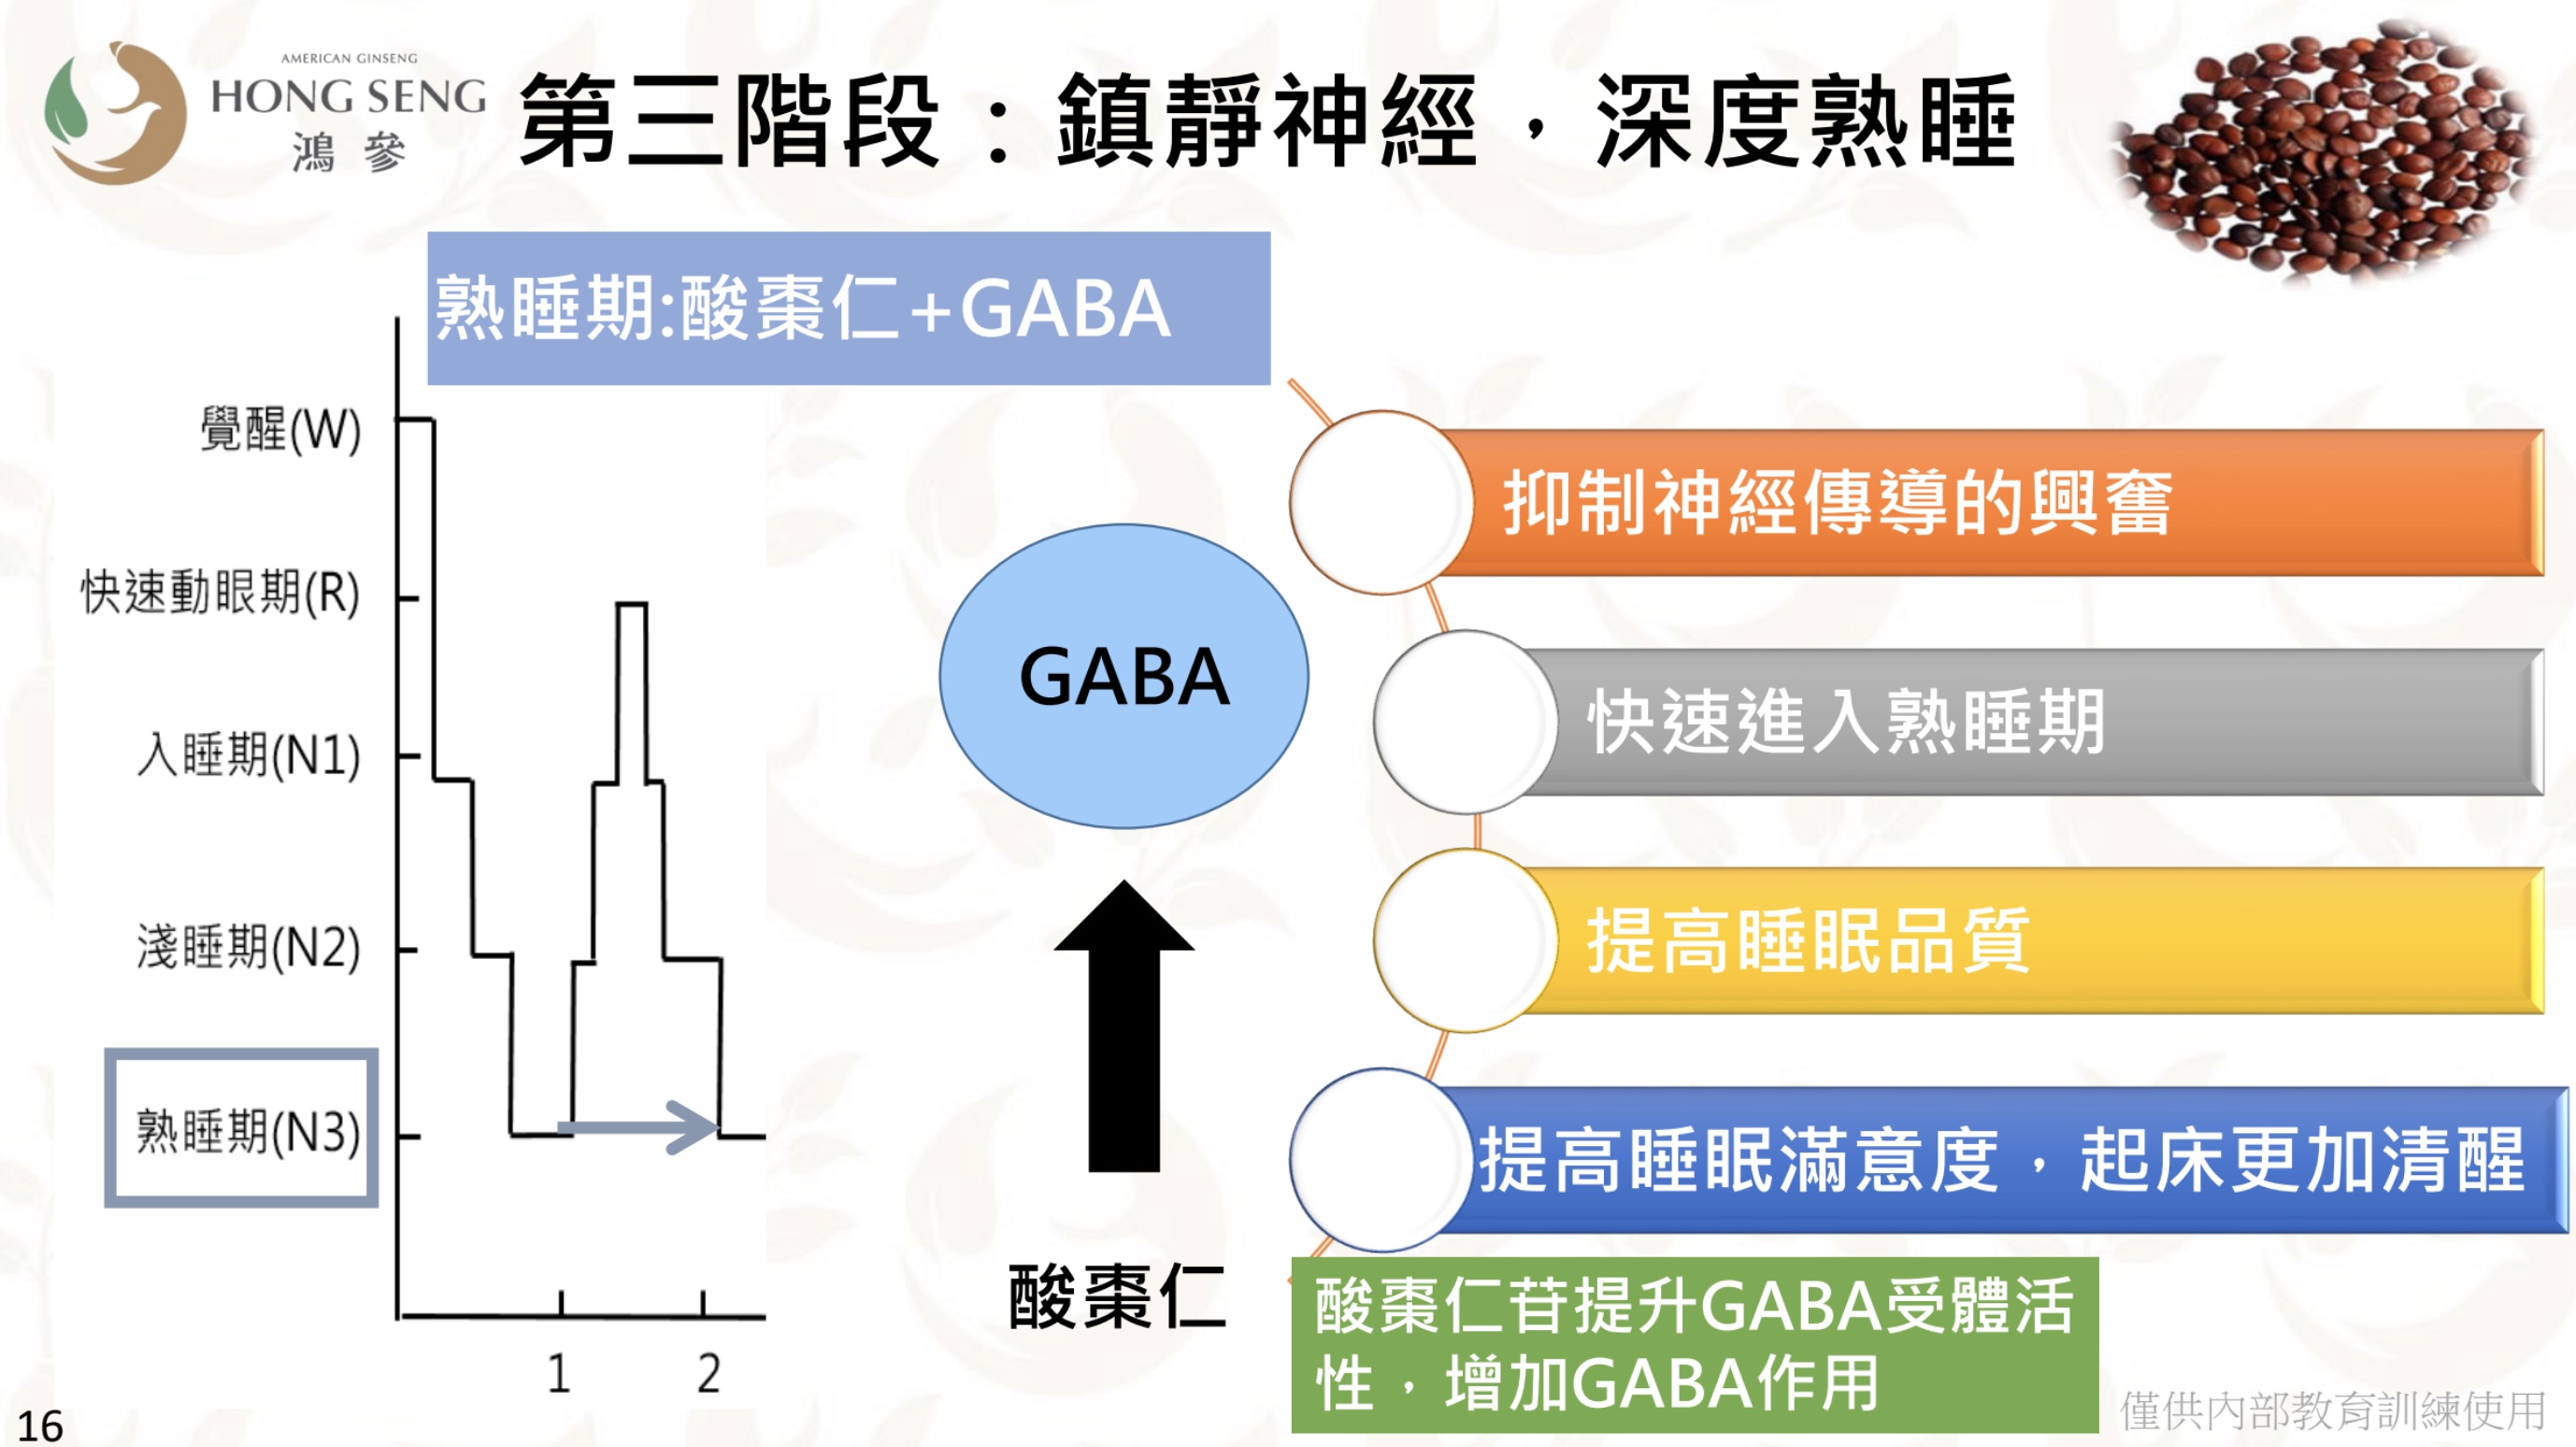 AMERICAN GINSENG
HONG SENG
鴻參
第三階段：鎮靜神經，深度熟睡
熟睡期:酸棗仁+GABA
覺醒(W)
快速動眼期(R)
入睡期(N1)
淺睡期(N2)
熟睡期(N3)
1
2
GABA
酸棗仁
抑制神經傳導的興奮
快速進入熟睡期
提高睡眠品質
提高睡眠滿意度，起床更加清醒
酸棗仁苷提升GABA受體活
性，增加GABA作用
僅供內部教育訓練使用
16